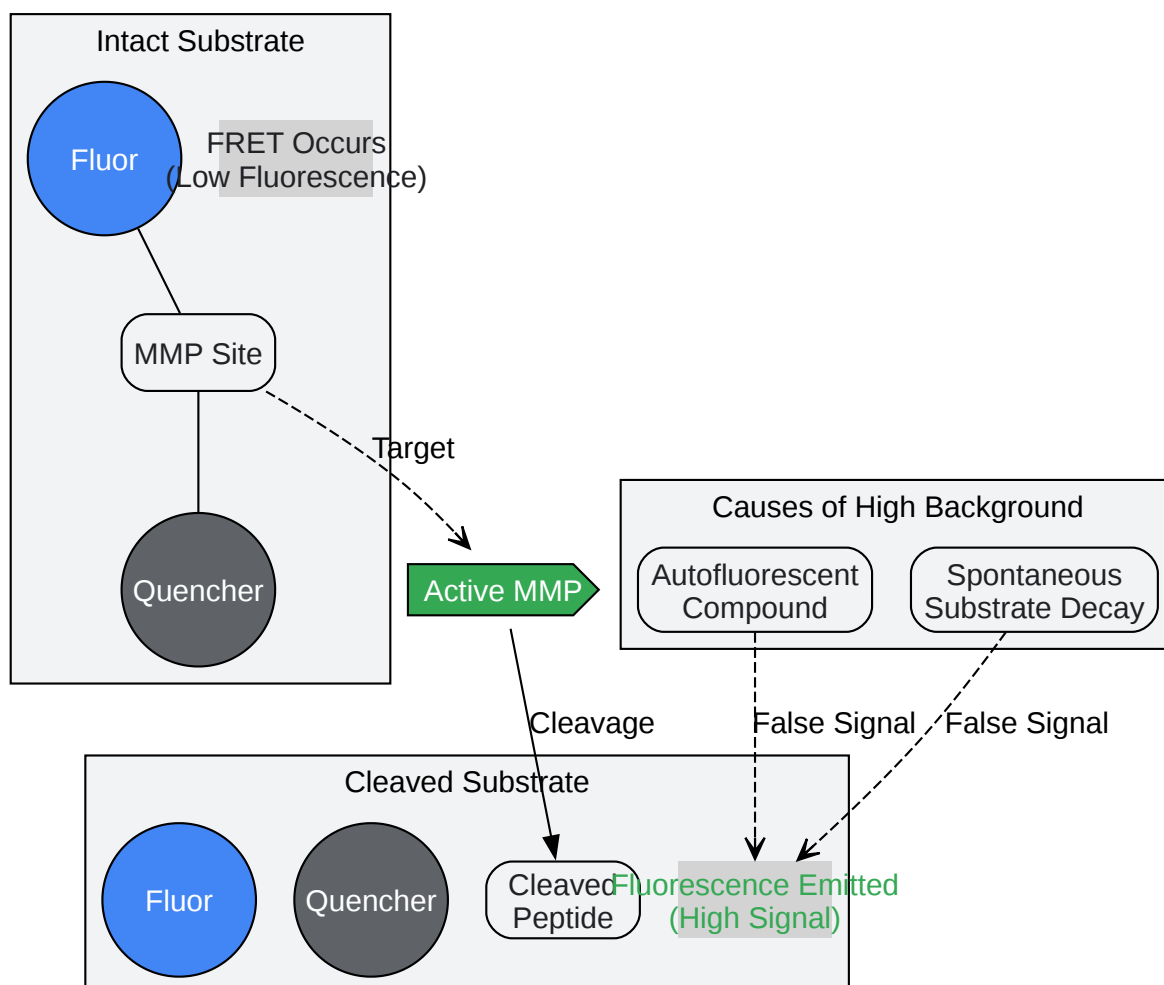 Intact Substrate
Fluor
FRET Occurs
(Low Fluorescence)
MMP Site
Target
Quencher
Active MMP
Causes of High Background
Autofluorescent
Compound
Spontaneous
Substrate Decay
Cleavage
False Signal
False Signal
Cleaved Substrate
Fluor
Quencher
Cleaved
Peptide
Fluorescence Emitted
(High Signal)